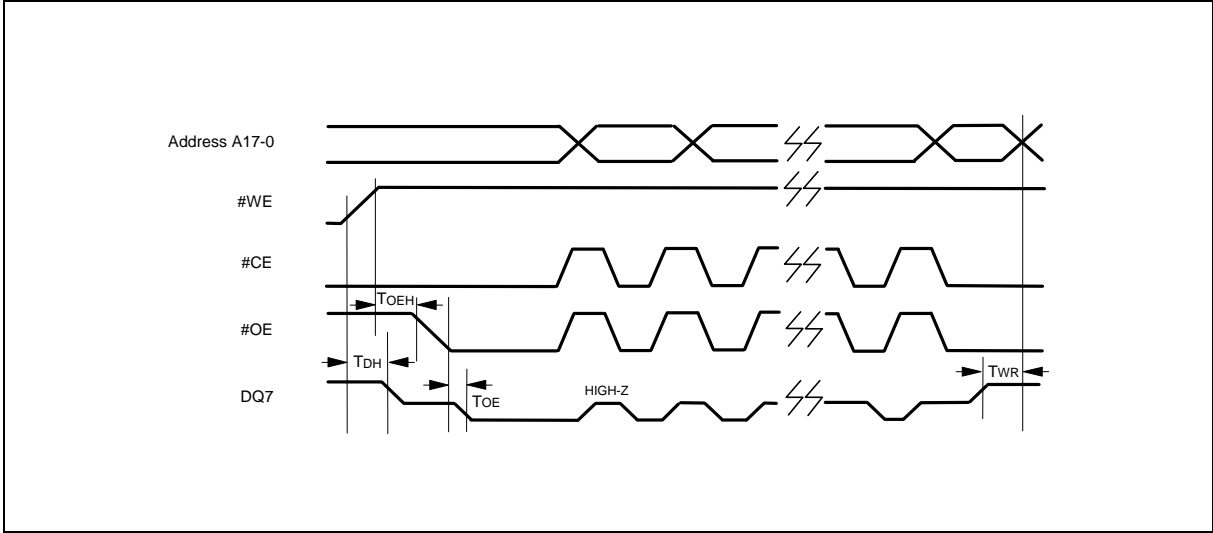 Address A17-0
#WE
#CE
TOEH
#OE
TDH
TWR
DQ7
TOE
HIGH-Z